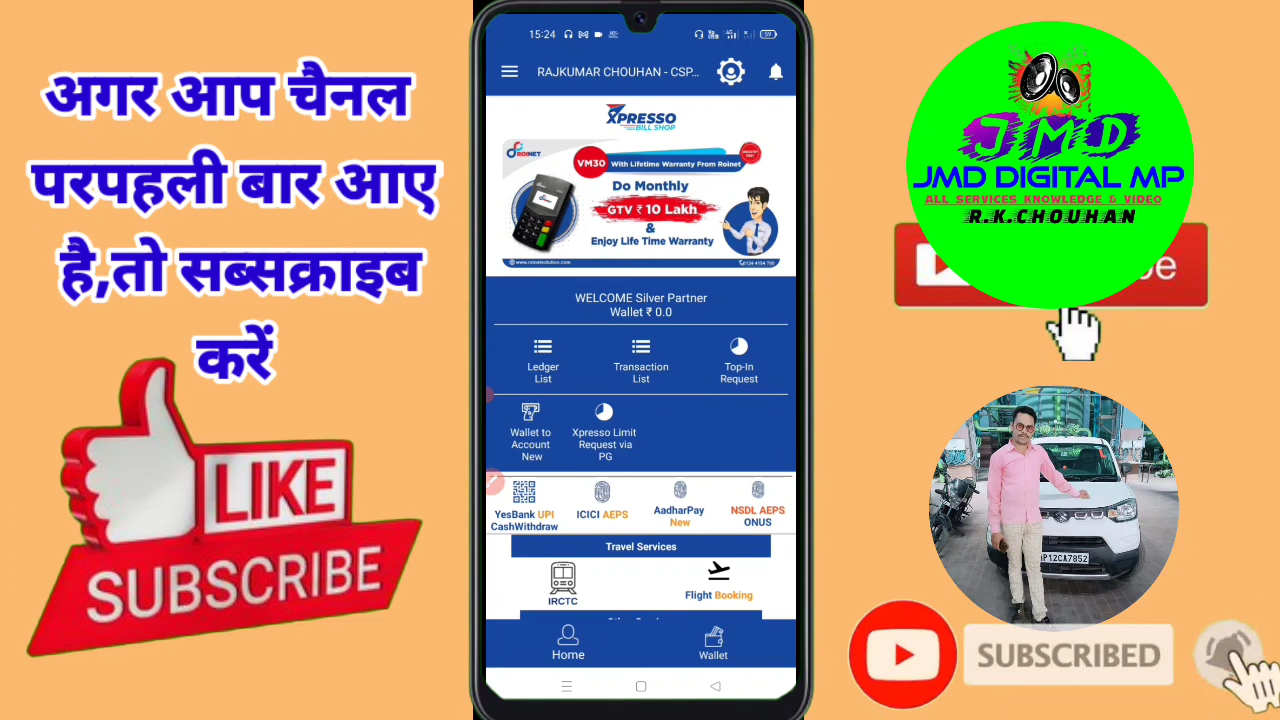 अगर आप चैनल
परपहली बार आए
है,तो सब्सक्राइब
करें
LIKE
SUBSCRIBE
15:24
59
RAJKUMAR CHOUHAN - CSP...
XPRESSO
BILL SHOP
ROINET
VM30 With Lifetime Warranty From Roinet
Do Monthly
GTV ₹ 10 Lakh
&
Enjoy Life Time Warranty
www.roinetsolution.com
WELCOME Silver Partner
Wallet ₹ 0.0
Ledger
List
Transaction
List
Top-In
Request
Wallet to
Account
New
Xpresso Limit
Request via
PG
YesBank UPI
CashWithdraw
ICICI AEPS
AadharPay
New
NSDL AEPS
ONUS
Travel Services
IRCTC
Flight Booking
Home
Wallet
JMD
JMD DIGITAL MP
ALL SERVICES KNOWLEDGE & VIDEO
R.K.CHOUHAN
SUBSCRIBED